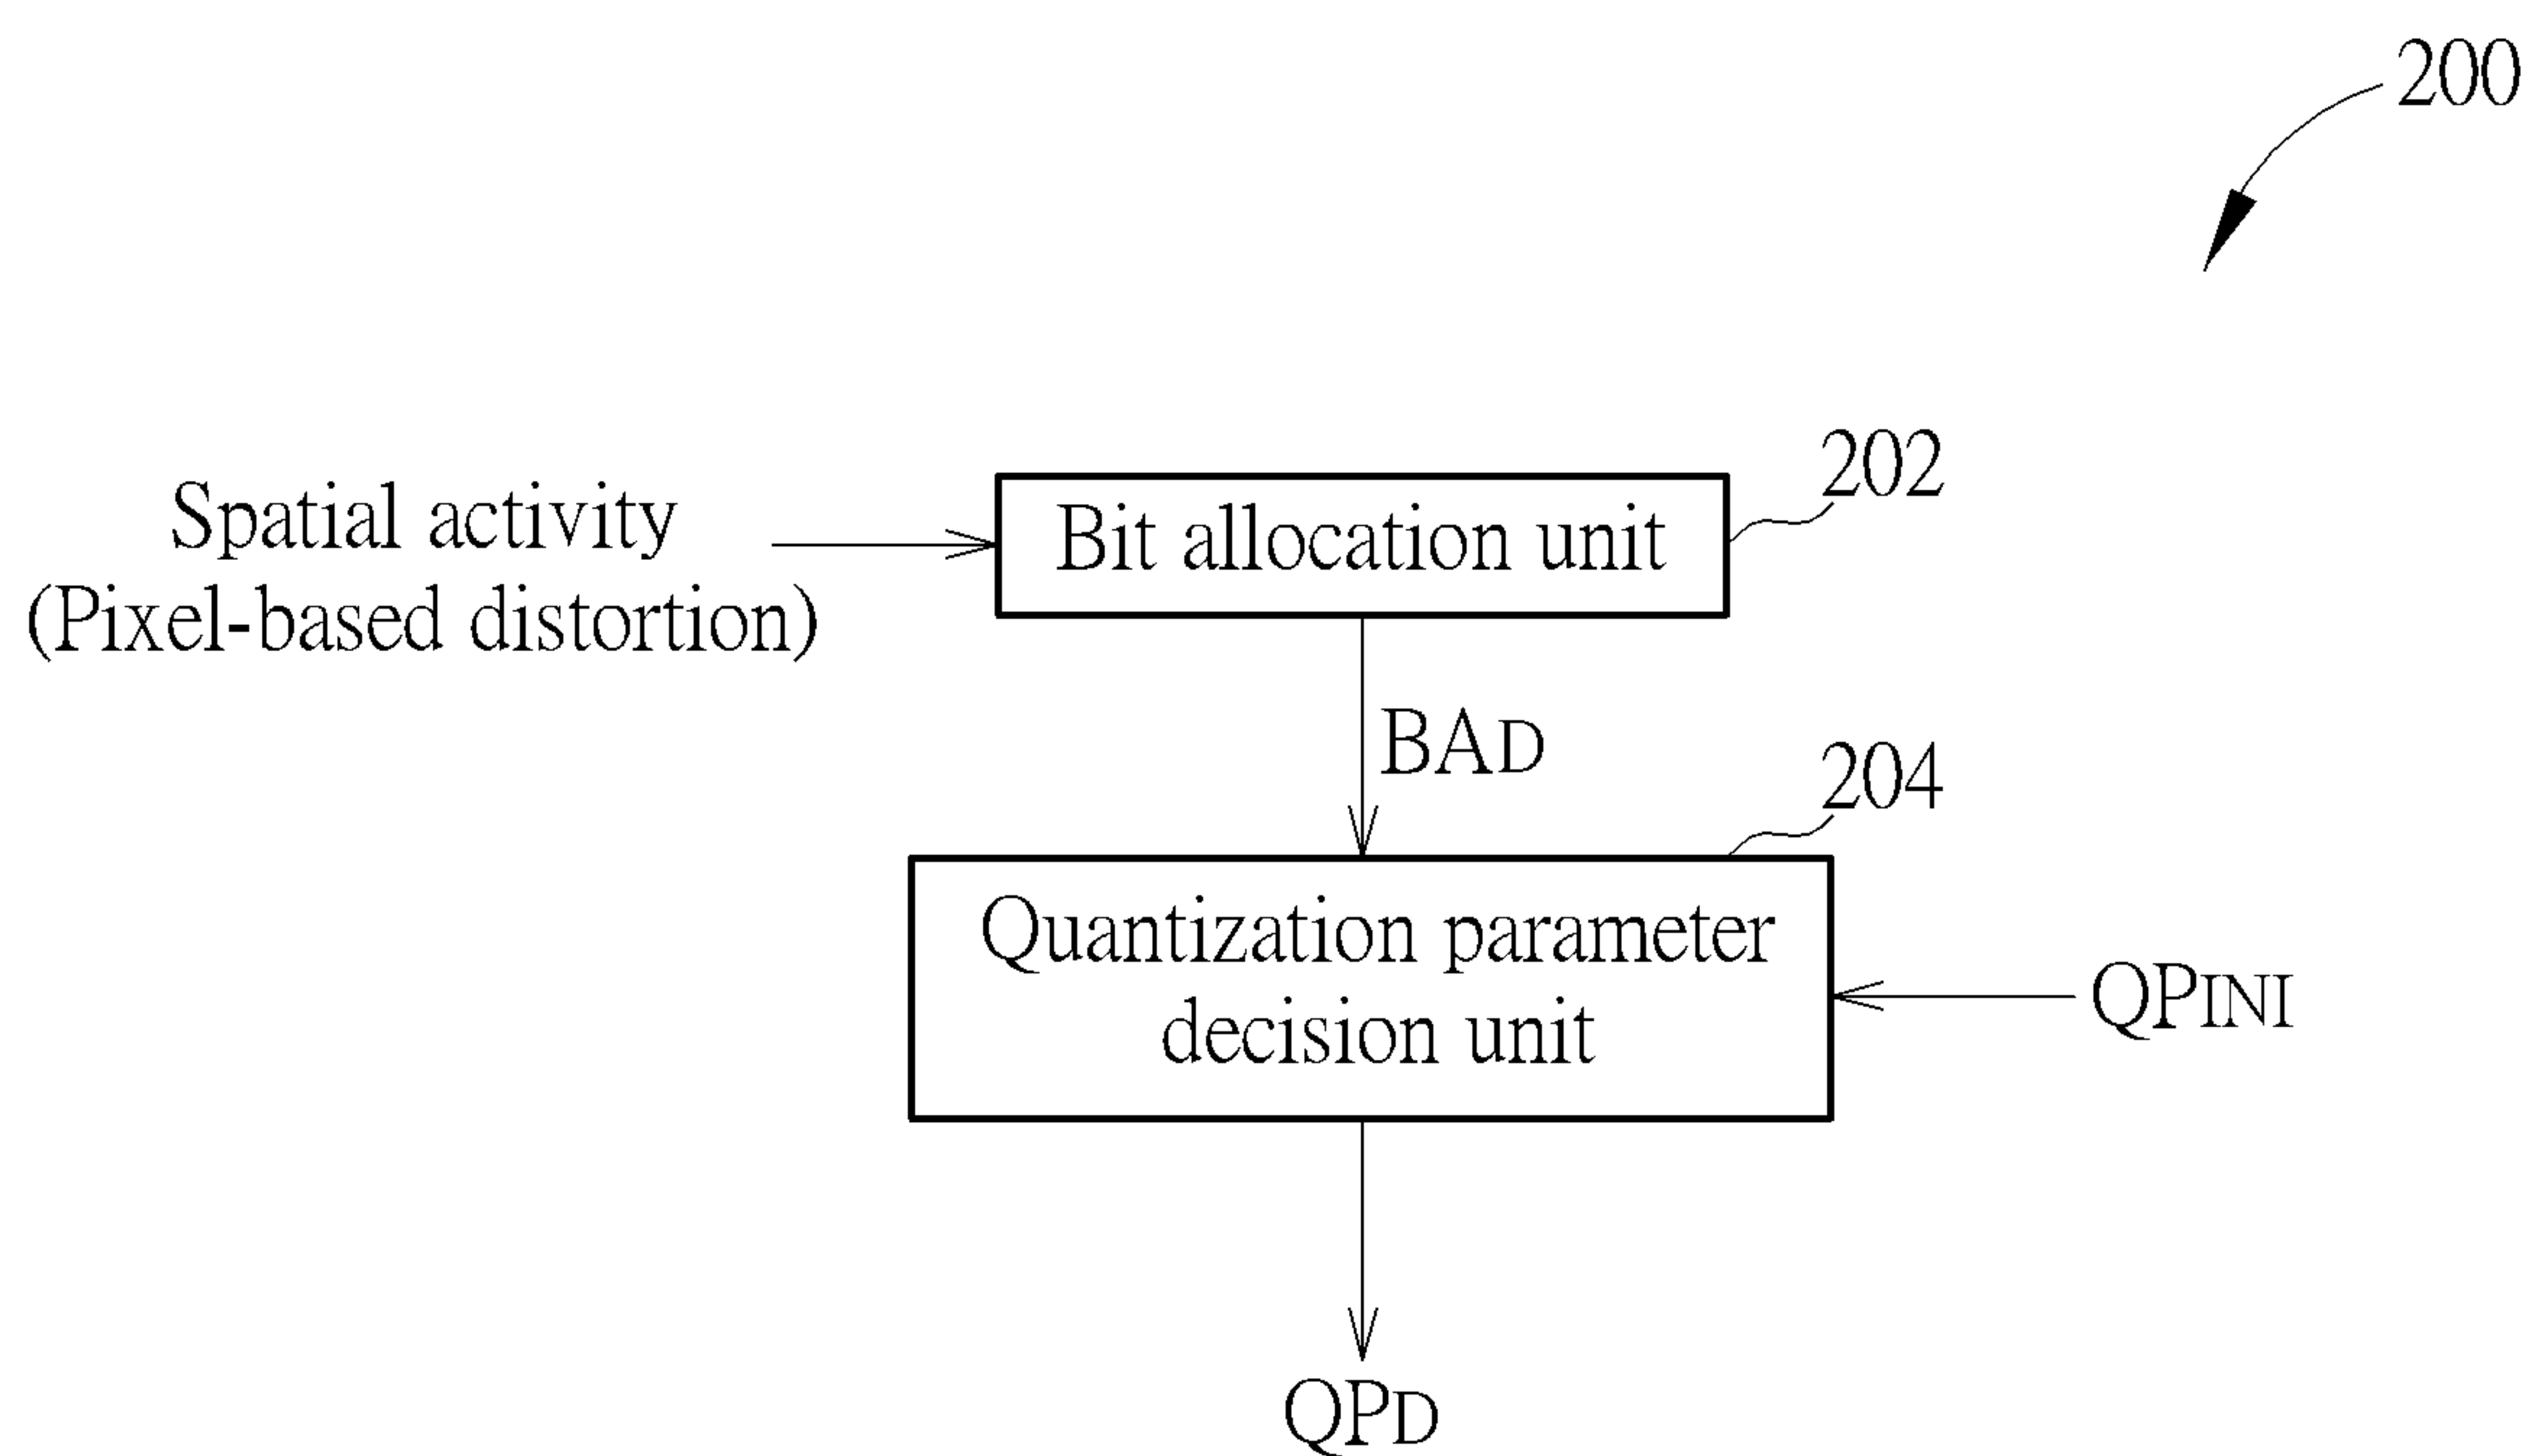 200
202
Spatial activity
(Pixel-based distortion)
Bit allocation unit
BAD
204
Quantization parameter
decision unit
QPINI
QPD